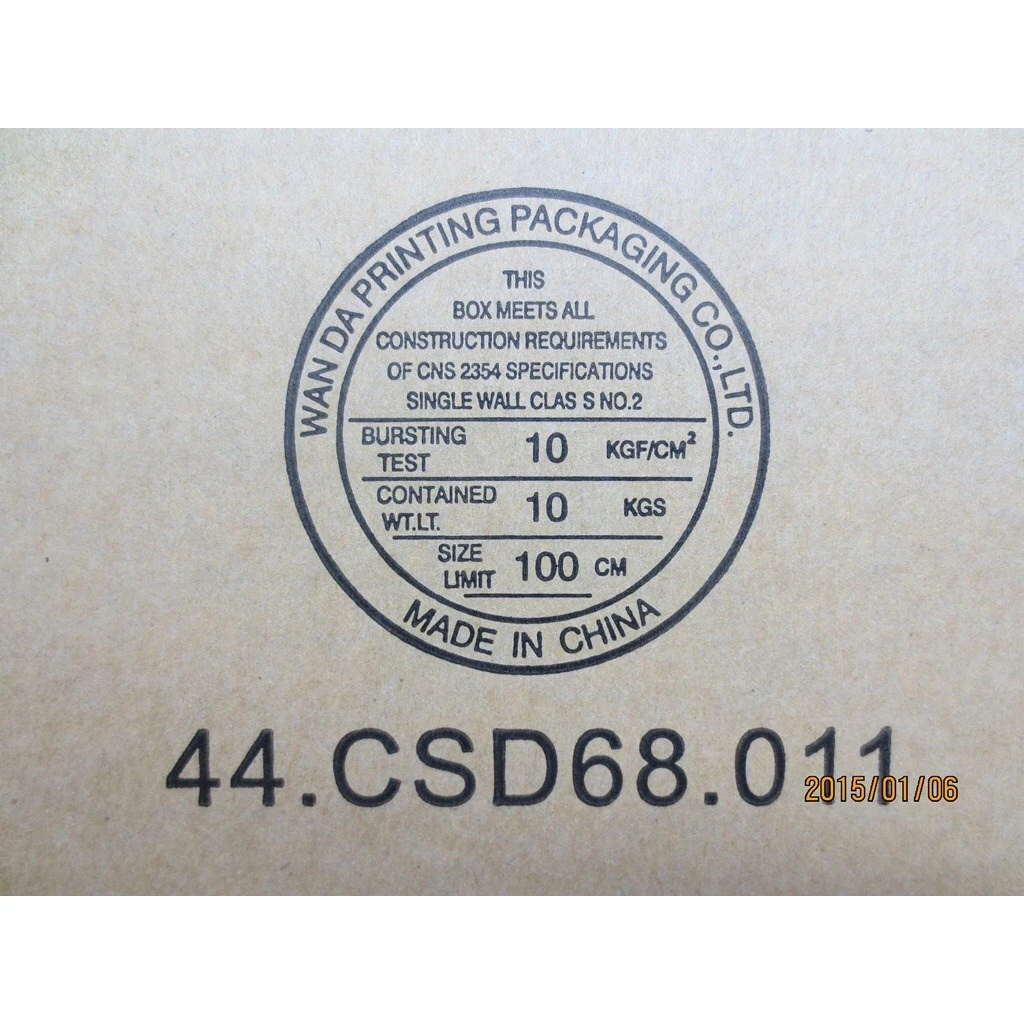 WAN DA PRINTING PACKAGING CO.,LTD.
THIS
BOX MEETS ALL
CONSTRUCTION REQUIREMENTS
OF CNS 2354 SPECIFICATIONS
SINGLE WALL CLAS S NO.2
BURSTING TEST 10 KGF/CM²
CONTAINED WT.LT. 10 KGS
SIZE LIMIT 100 CM
MADE IN CHINA
44.CSD68.011
2015/01/06